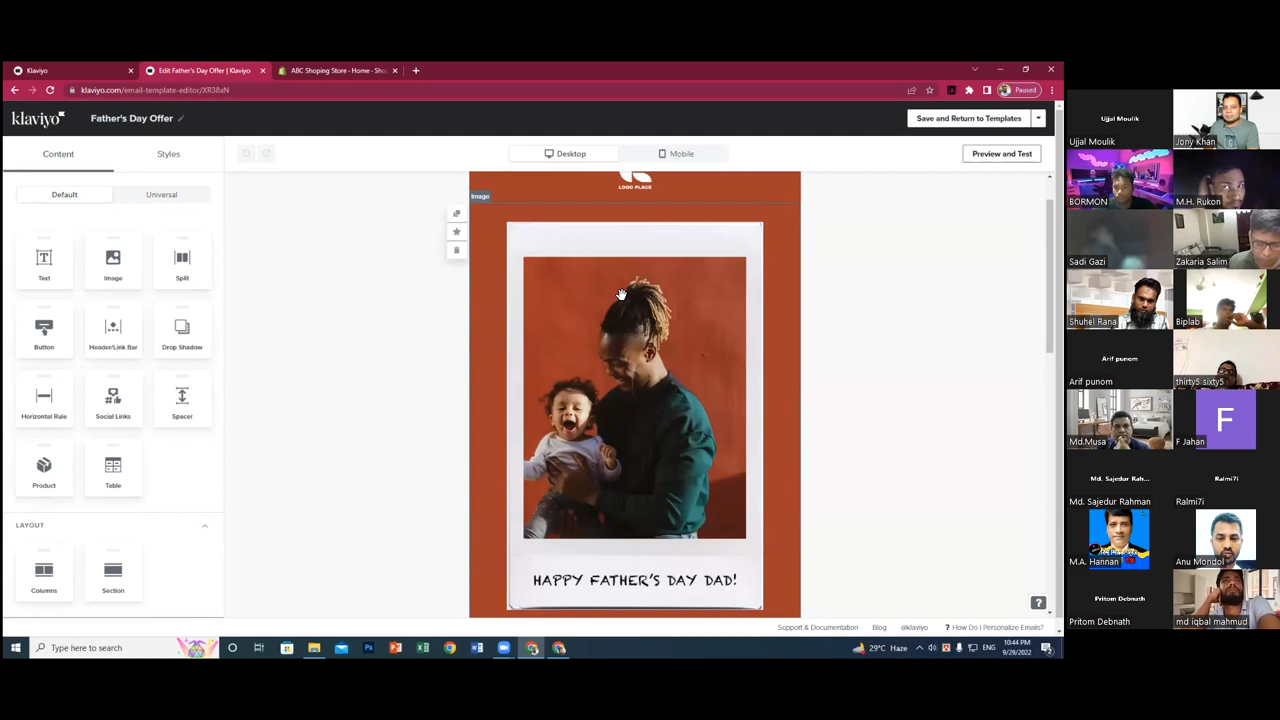 Klaviyo
Edit Father's Day Offer | Klaviyo
ABC Shoping Store - Home - Sho
klaviyo.com/email-template-editor/XR38xN
Paused
klaviyo
Father's Day Offer
Save and Return to Templates
Content
Styles
Desktop
Mobile
Preview and Test
Default
Universal
LOGO PLACE
Image
Text
Image
Split
Button
Header/Link Bar
Drop Shadow
Horizontal Rule
Social Links
Spacer
Product
Table
LAYOUT
Columns
Section
HAPPY FATHER'S DAY DAD!
?
Support & Documentation
Blog
@klaviyo
? How Do I Personalize Emails?
Type here to search
29°C Haze
ENG
10:44 PM
9/29/2022
2
Ujjal Moulik
Ujjal Moulik
Jony Khan
BORMON
M.H. Rukon
Sadi Gazi
Zakaria Salim
Shuhel Rana
Biplab
Arif punom
Arif punom
thirty5 sixty5
Md.Musa
F
F Jahan
Md. Sajedur Rah...
Md. Sajedur Rahman
Ralmi7i
Ralmi7i
M.A. Hannan
Anu Mondol
Pritom Debnath
Pritom Debnath
md iqbal mahmud